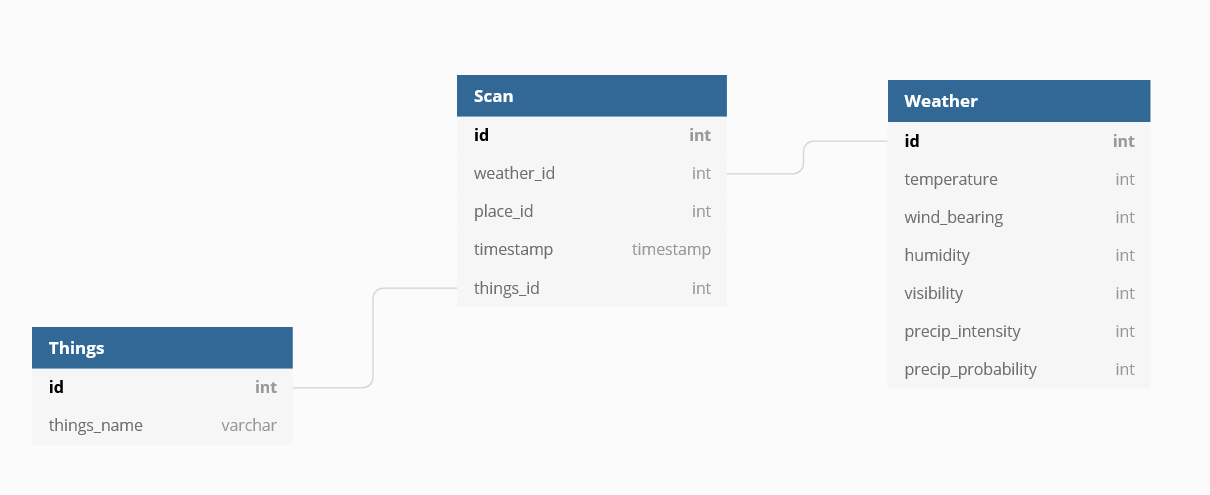 Scan
id int
weather_id int
place_id int
timestamp timestamp
things_id int
Weather
id int
temperature int
wind_bearing int
humidity int
visibility int
precip_intensity int
precip_probability int
Things
id int
things_name varchar